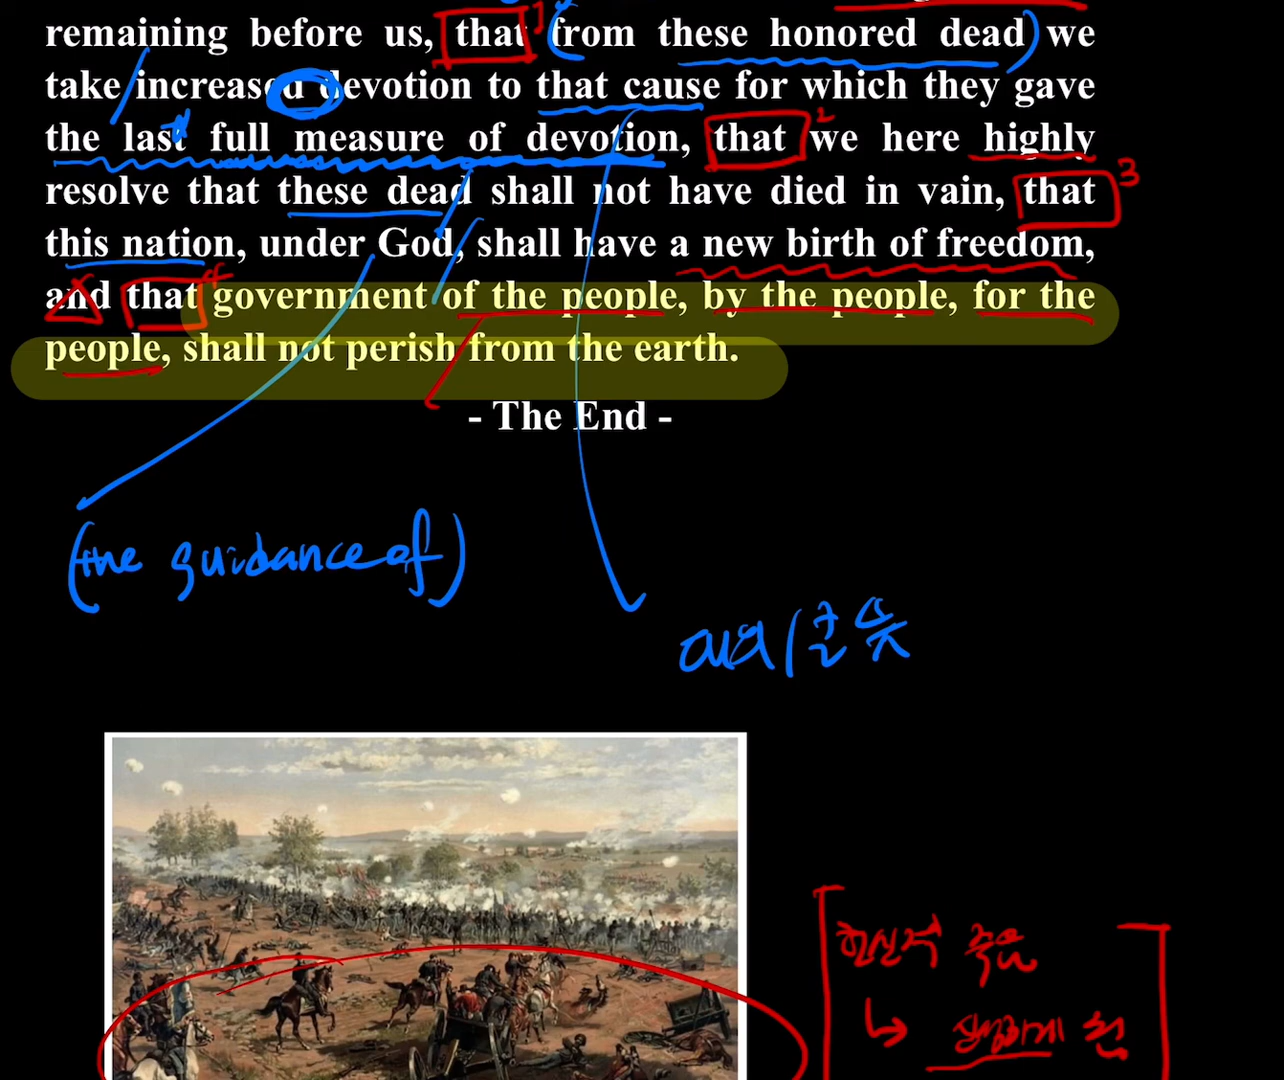 remaining before us, that 1 (from these honored dead) we
take increased devotion to that cause for which they gave
the last full measure of devotion, that 2 we here highly
resolve that these dead shall not have died in vain, that 3
this nation, under God, shall have a new birth of freedom,
and that government of the people, by the people, for the
people, shall not perish from the earth.
- The End -
(the guidance of)